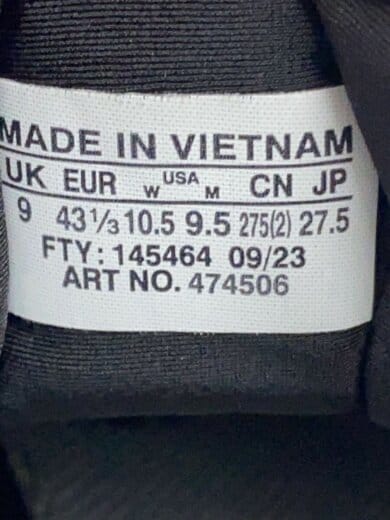 MADE IN VIETNAM
UK EUR W USA M CN JP
9 43⅓ 10.5 9.5 275(2) 27.5
FTY: 145464 09/23
ART NO. 474506